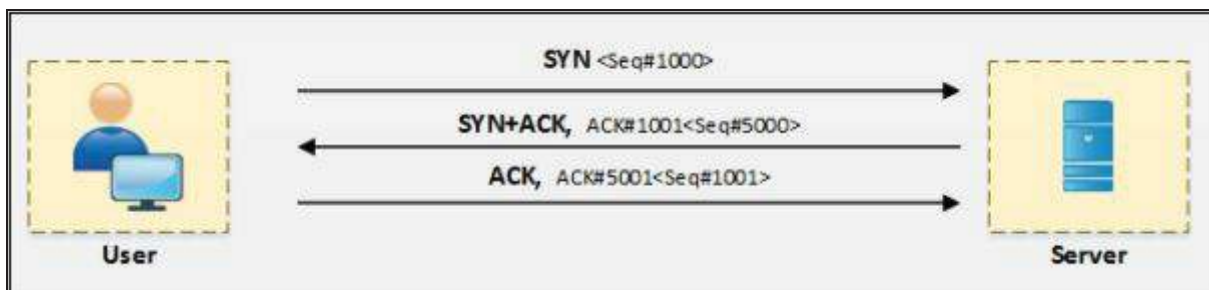 SYN <Seq#1000>
SYN+ACK, ACK#1001<Seq#5000>
ACK, ACK#5001<Seq#1001>
User
Server